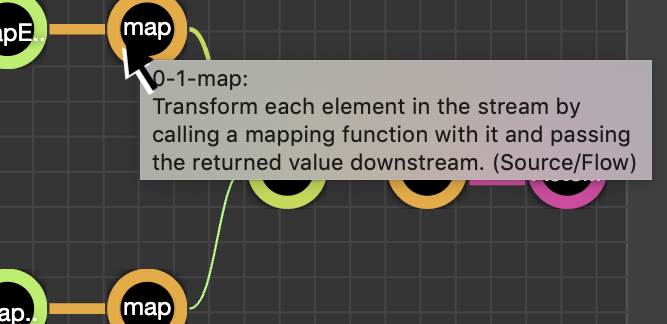 apE..
map
0-1-map:
Transform each element in the stream by
calling a mapping function with it and passing
the returned value downstream. (Source/Flow)
ap..
map